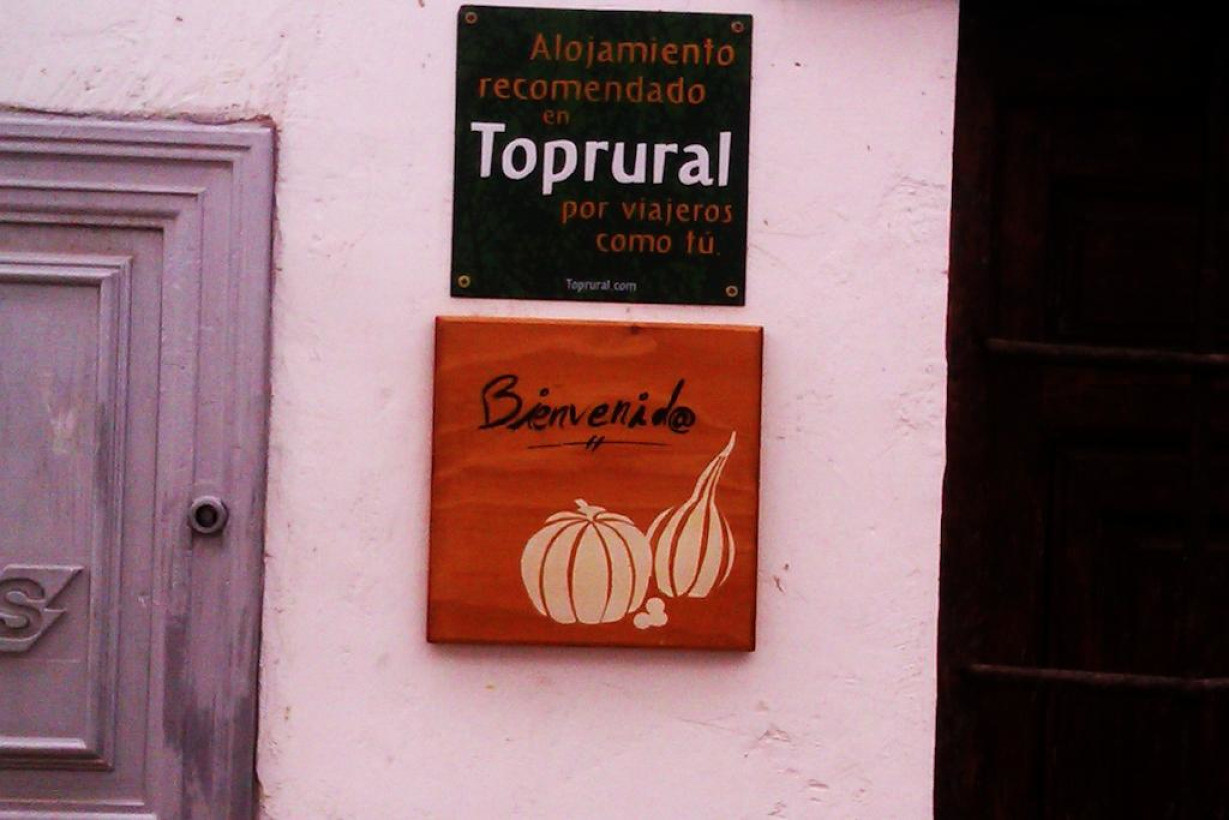 Alojamiento
recomendado
en
Toprural
por viajeros
como tú.
Toprural.com
Bienvenid@
S